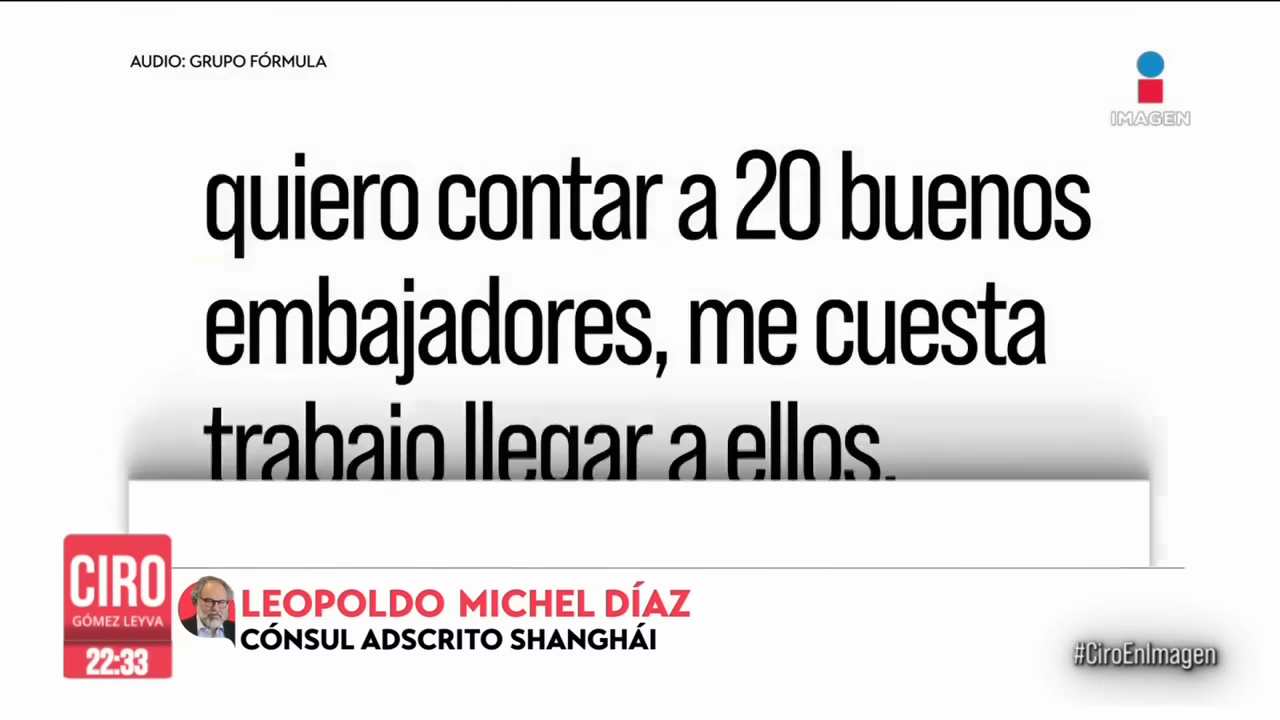 AUDIO: GRUPO FÓRMULA
IMAGEN
quiero contar a 20 buenos
embajadores, me cuesta
trabajo llegar a ellos,
CIRO
GÓMEZ LEYVA
22:33
LEOPOLDO MICHEL DÍAZ
CÓNSUL ADSCRITO SHANGHÁI
#CiroEnImagen